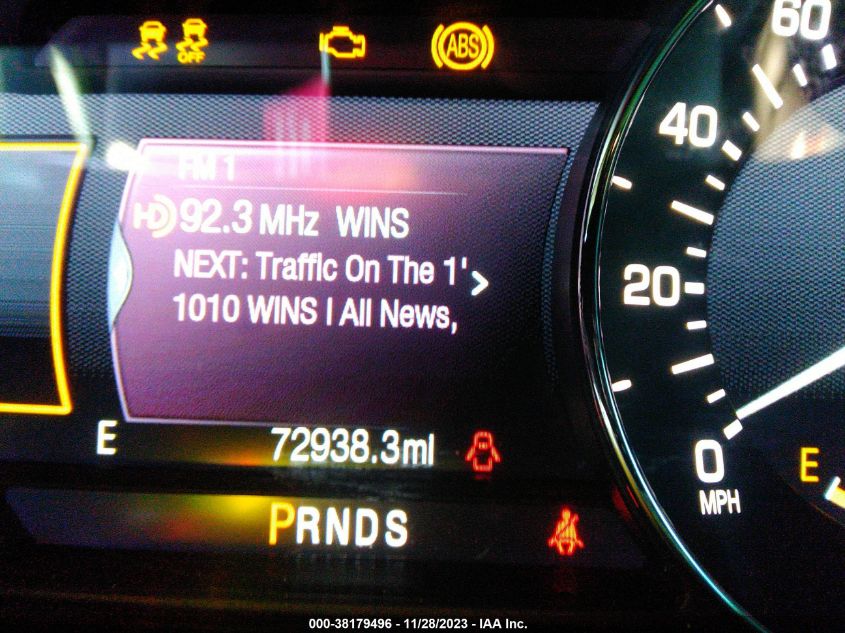 OFF
ABS
60
FM 1
40
HD 92.3 MHz WINS
NEXT: Traffic On The 1'
20
1010 WINS | All News,
E
72938.3mi
0
E
MPH
PRNDS
000-38179496 - 11/28/2023 - IAA Inc.